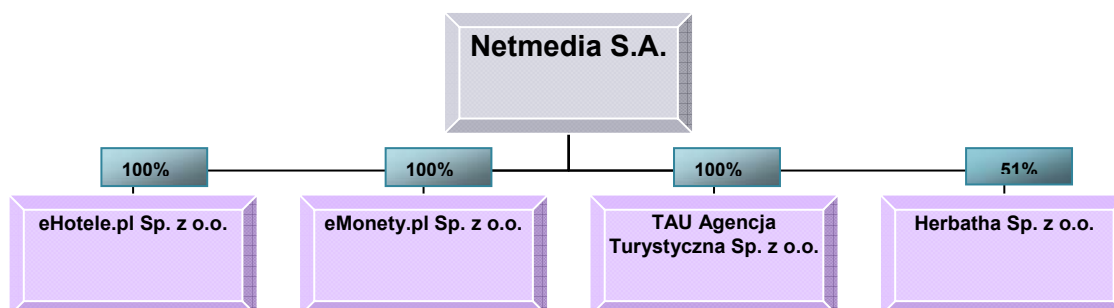 Netmedia S.A.
100%
100%
100%
51%
eHotele.pl Sp. z o.o.
eMonety.pl Sp. z o.o.
TAU Agencja
Turystyczna Sp. z o.o.
Herbatha Sp. z o.o.